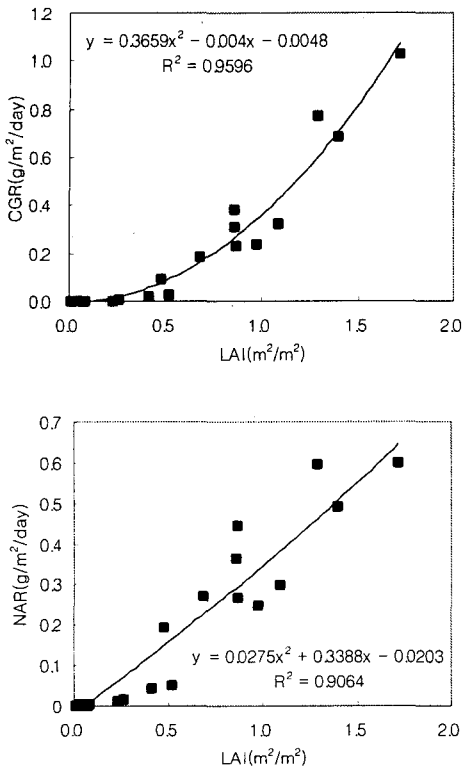 1.2
1.0
0.8
0.6
0.4
0.2
0.0
CGR(g/m²/day)
y = 0.3659x² − 0.004x − 0.0048
R² = 0.9596
0.0 0.5 1.0 1.5 2.0
LAI(m²/m²)
0.7
0.6
0.5
0.4
0.3
0.2
0.1
0
NAR(g/m²/day)
y = 0.0275x² + 0.3388x − 0.0203
R² = 0.9064
0.0 0.5 1.0 1.5 2.0
LAI(m²/m²)